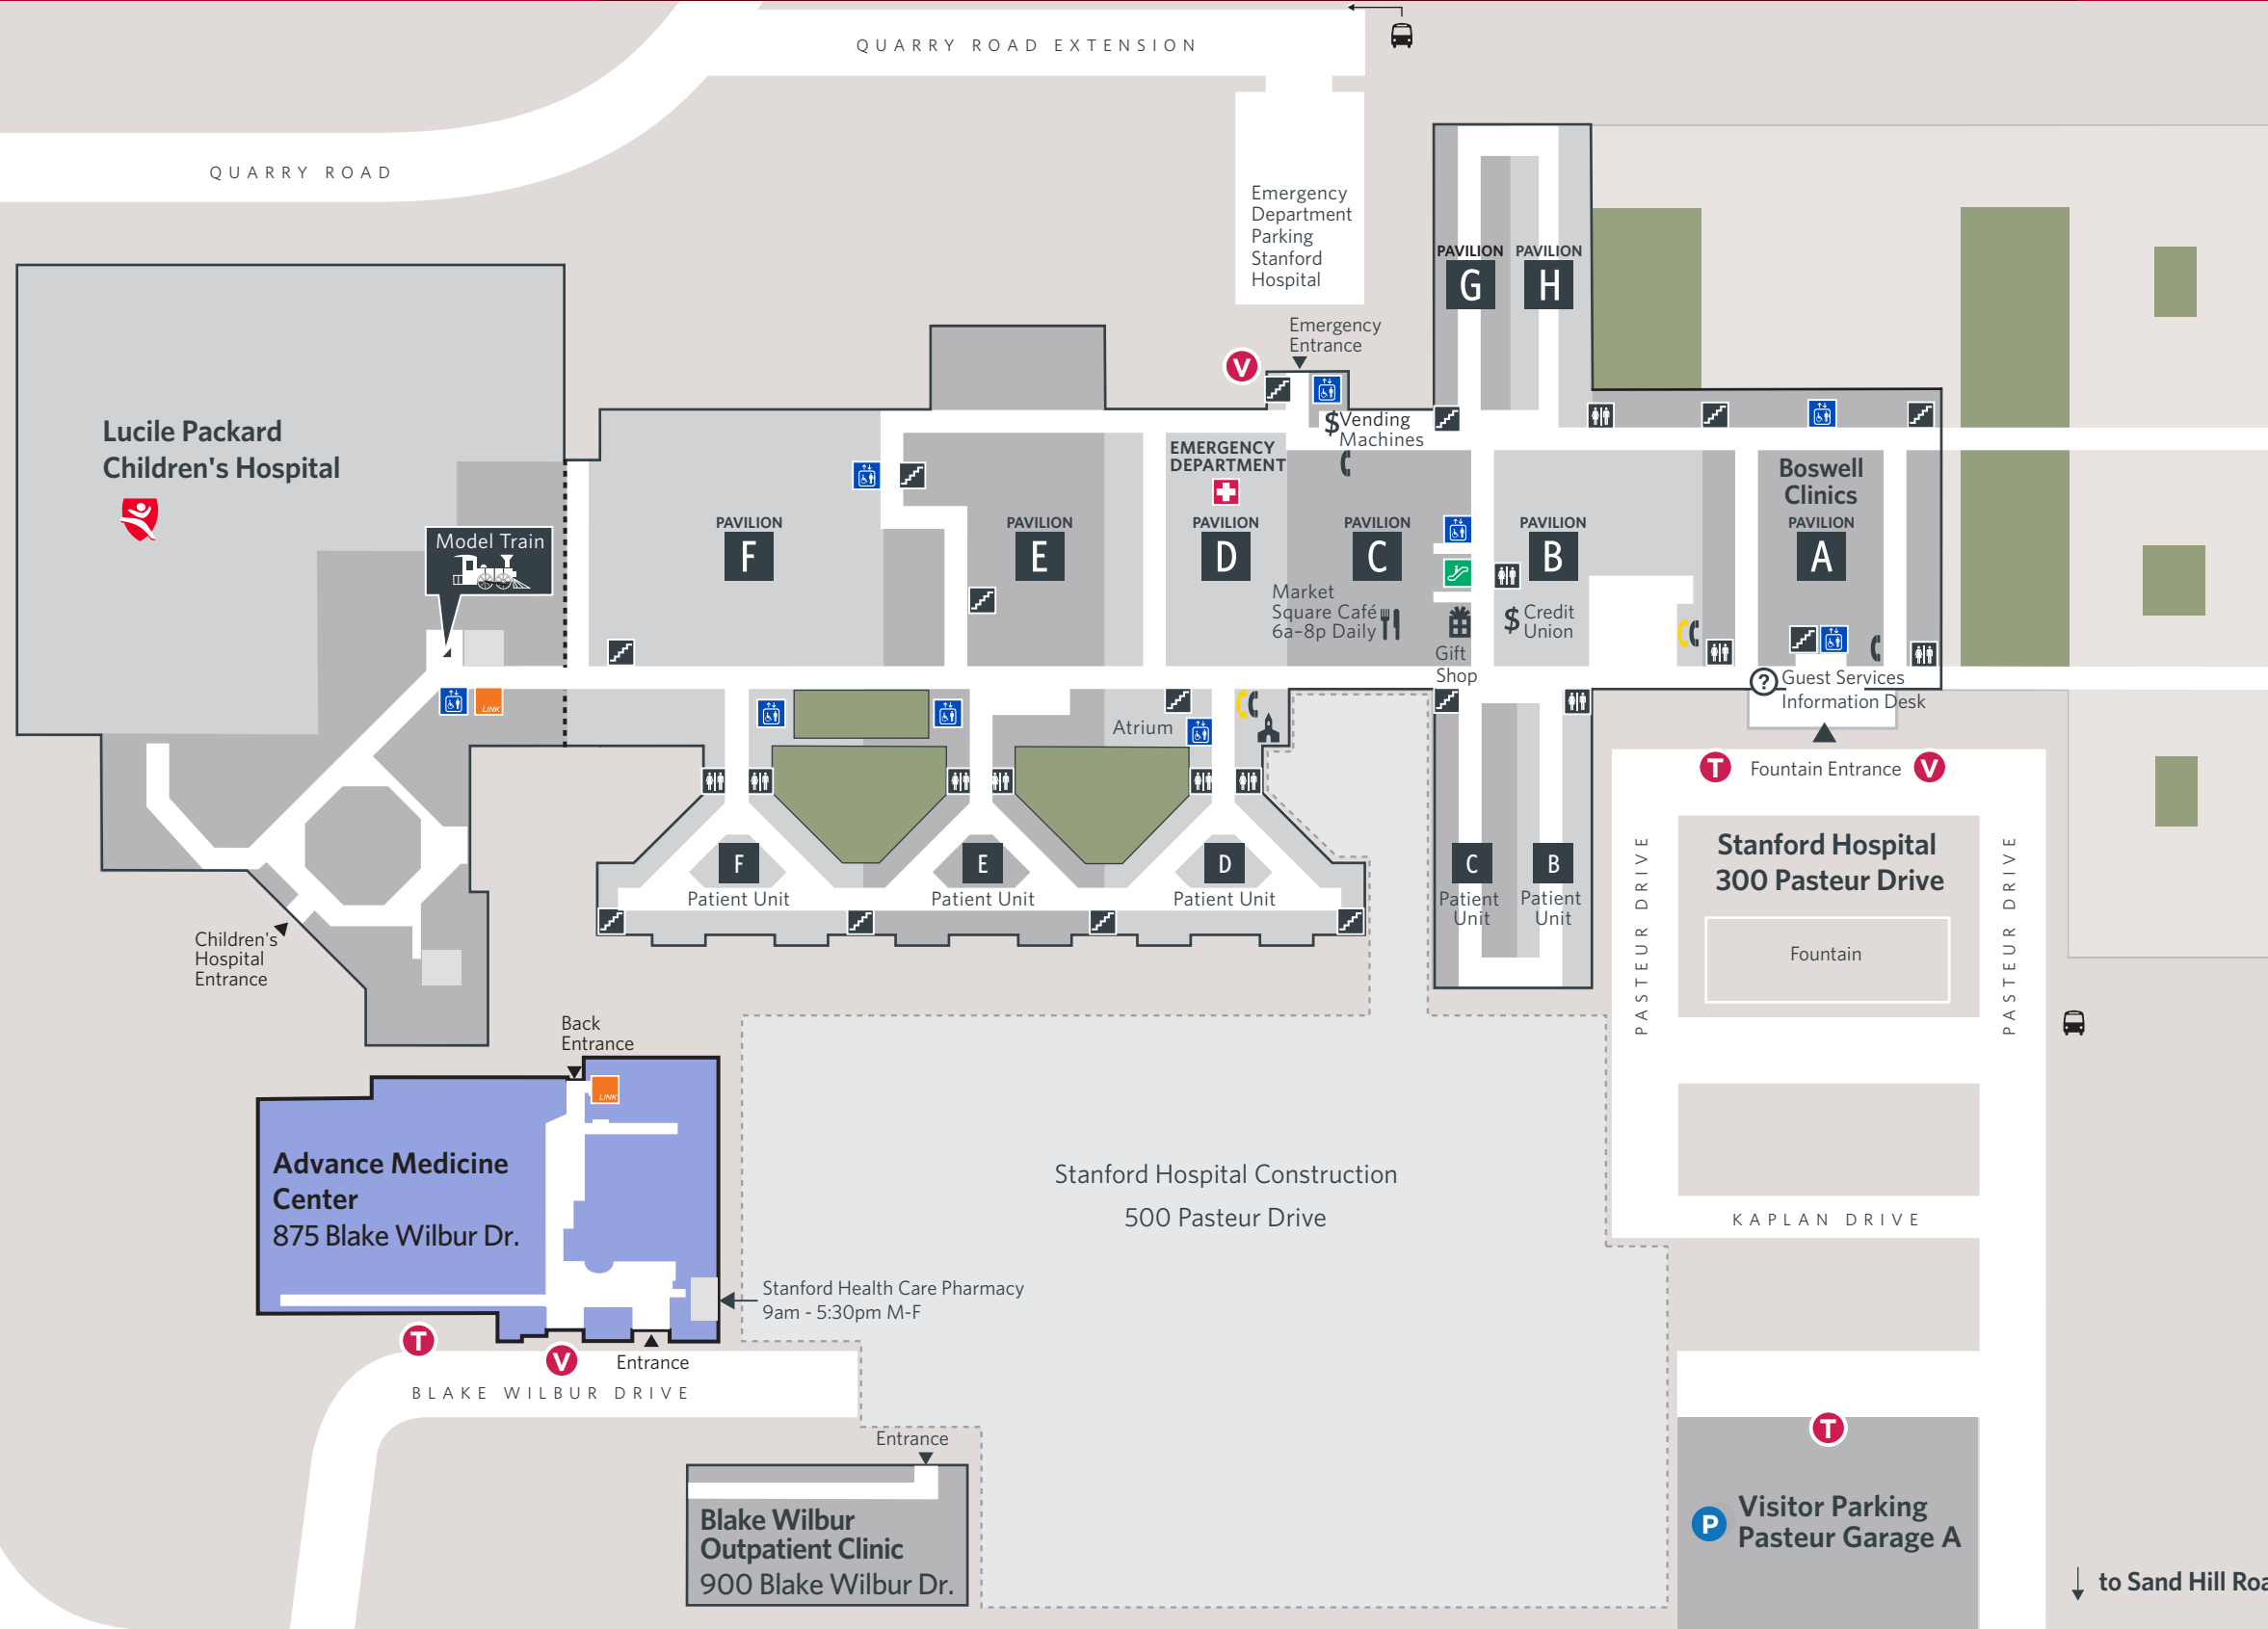 QUARRY ROAD EXTENSION
QUARRY ROAD
Emergency
Department
Parking
Stanford
Hospital
PAVILION
G
PAVILION
H
Emergency
Entrance
V
$Vending
Machines
Lucile Packard
Children's Hospital
Model Train
LINK
EMERGENCY
DEPARTMENT
PAVILION
F
PAVILION
E
PAVILION
D
PAVILION
C
PAVILION
B
Boswell
Clinics
PAVILION
A
Market
Square Café
6a–8p Daily
Gift
Shop
$ Credit
Union
? Guest Services
Information Desk
Atrium
T Fountain Entrance V
F
Patient Unit
E
Patient Unit
D
Patient Unit
C
Patient
Unit
B
Patient
Unit
PASTEUR DRIVE
Stanford Hospital
300 Pasteur Drive
Fountain
PASTEUR DRIVE
Children's
Hospital
Entrance
Back
Entrance
LINK
Advance Medicine
Center
875 Blake Wilbur Dr.
Stanford Hospital Construction
500 Pasteur Drive
KAPLAN DRIVE
Stanford Health Care Pharmacy
9am - 5:30pm M-F
T
V
Entrance
BLAKE WILBUR DRIVE
Entrance
Blake Wilbur
Outpatient Clinic
900 Blake Wilbur Dr.
T
P
Visitor Parking
Pasteur Garage A
to Sand Hill Roa